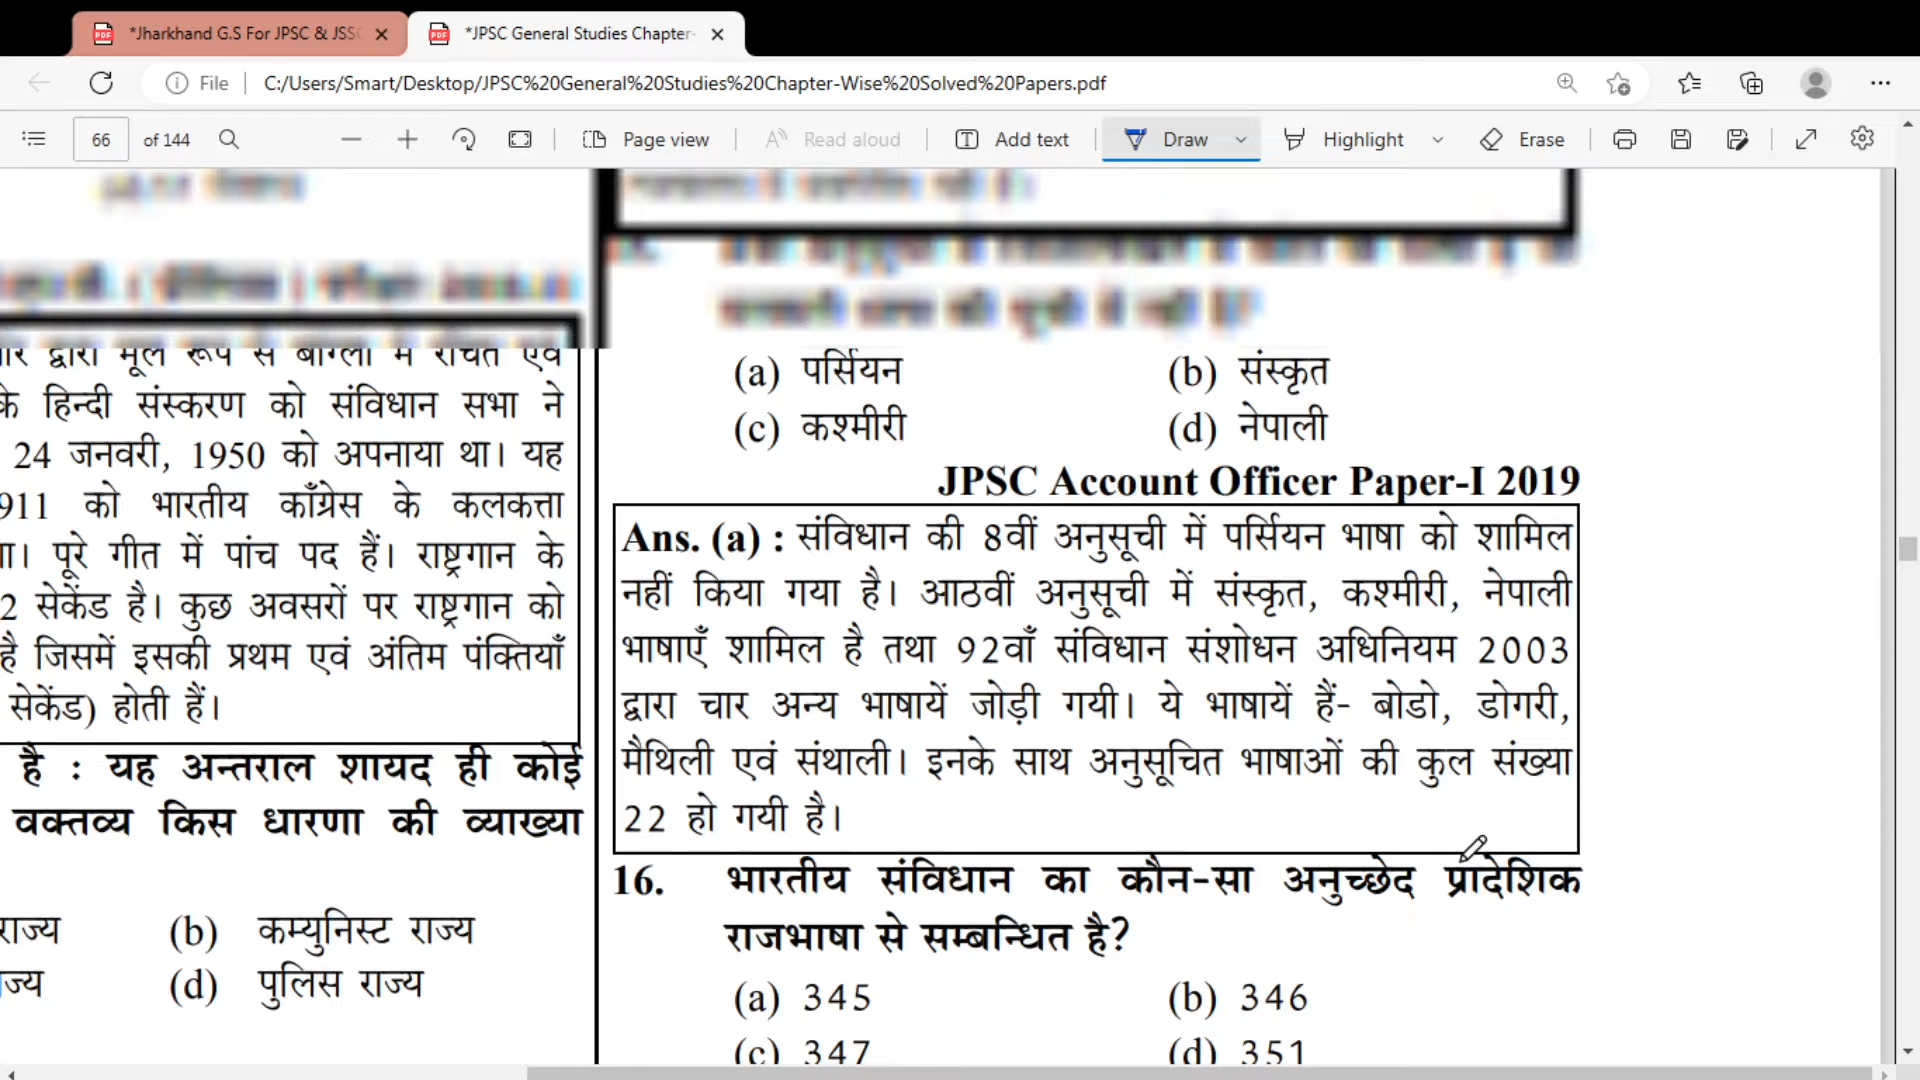 *Jharkhand G.S For JPSC & JSSC
*JPSC General Studies Chapter-
File C:/Users/Smart/Desktop/JPSC%20General%20Studies%20Chapter-Wise%20Solved%20Papers.pdf
66 of 144 Page view Read aloud Add text Draw Highlight Erase
द्वारा मूल रूप से बांग्ला में रचित एवं
के हिन्दी संस्करण को संविधान सभा ने
24 जनवरी, 1950 को अपनाया था। यह
911 को भारतीय काँग्रेस के कलकत्ता
ा। पूरे गीत में पांच पद हैं। राष्ट्रगान के
2 सेकेंड है। कुछ अवसरों पर राष्ट्रगान को
है जिसमें इसकी प्रथम एवं अंतिम पंक्तियाँ
सेकेंड) होती हैं।
है : यह अन्तराल शायद ही कोई
वक्तव्य किस धारणा की व्याख्या
राज्य (b) कम्युनिस्ट राज्य
ज्य (d) पुलिस राज्य
(a) पर्सियन (b) संस्कृत
(c) कश्मीरी (d) नेपाली
JPSC Account Officer Paper-I 2019
Ans. (a) : संविधान की 8वीं अनुसूची में पर्सियन भाषा को शामिल
नहीं किया गया है। आठवीं अनुसूची में संस्कृत, कश्मीरी, नेपाली
भाषाएँ शामिल है तथा 92वाँ संविधान संशोधन अधिनियम 2003
द्वारा चार अन्य भाषायें जोड़ी गयी। ये भाषायें हैं- बोडो, डोगरी,
मैथिली एवं संथाली। इनके साथ अनुसूचित भाषाओं की कुल संख्या
22 हो गयी है।
16. भारतीय संविधान का कौन-सा अनुच्छेद प्रादेशिक
राजभाषा से सम्बन्धित है?
(a) 345 (b) 346
(c) 347 (d) 351